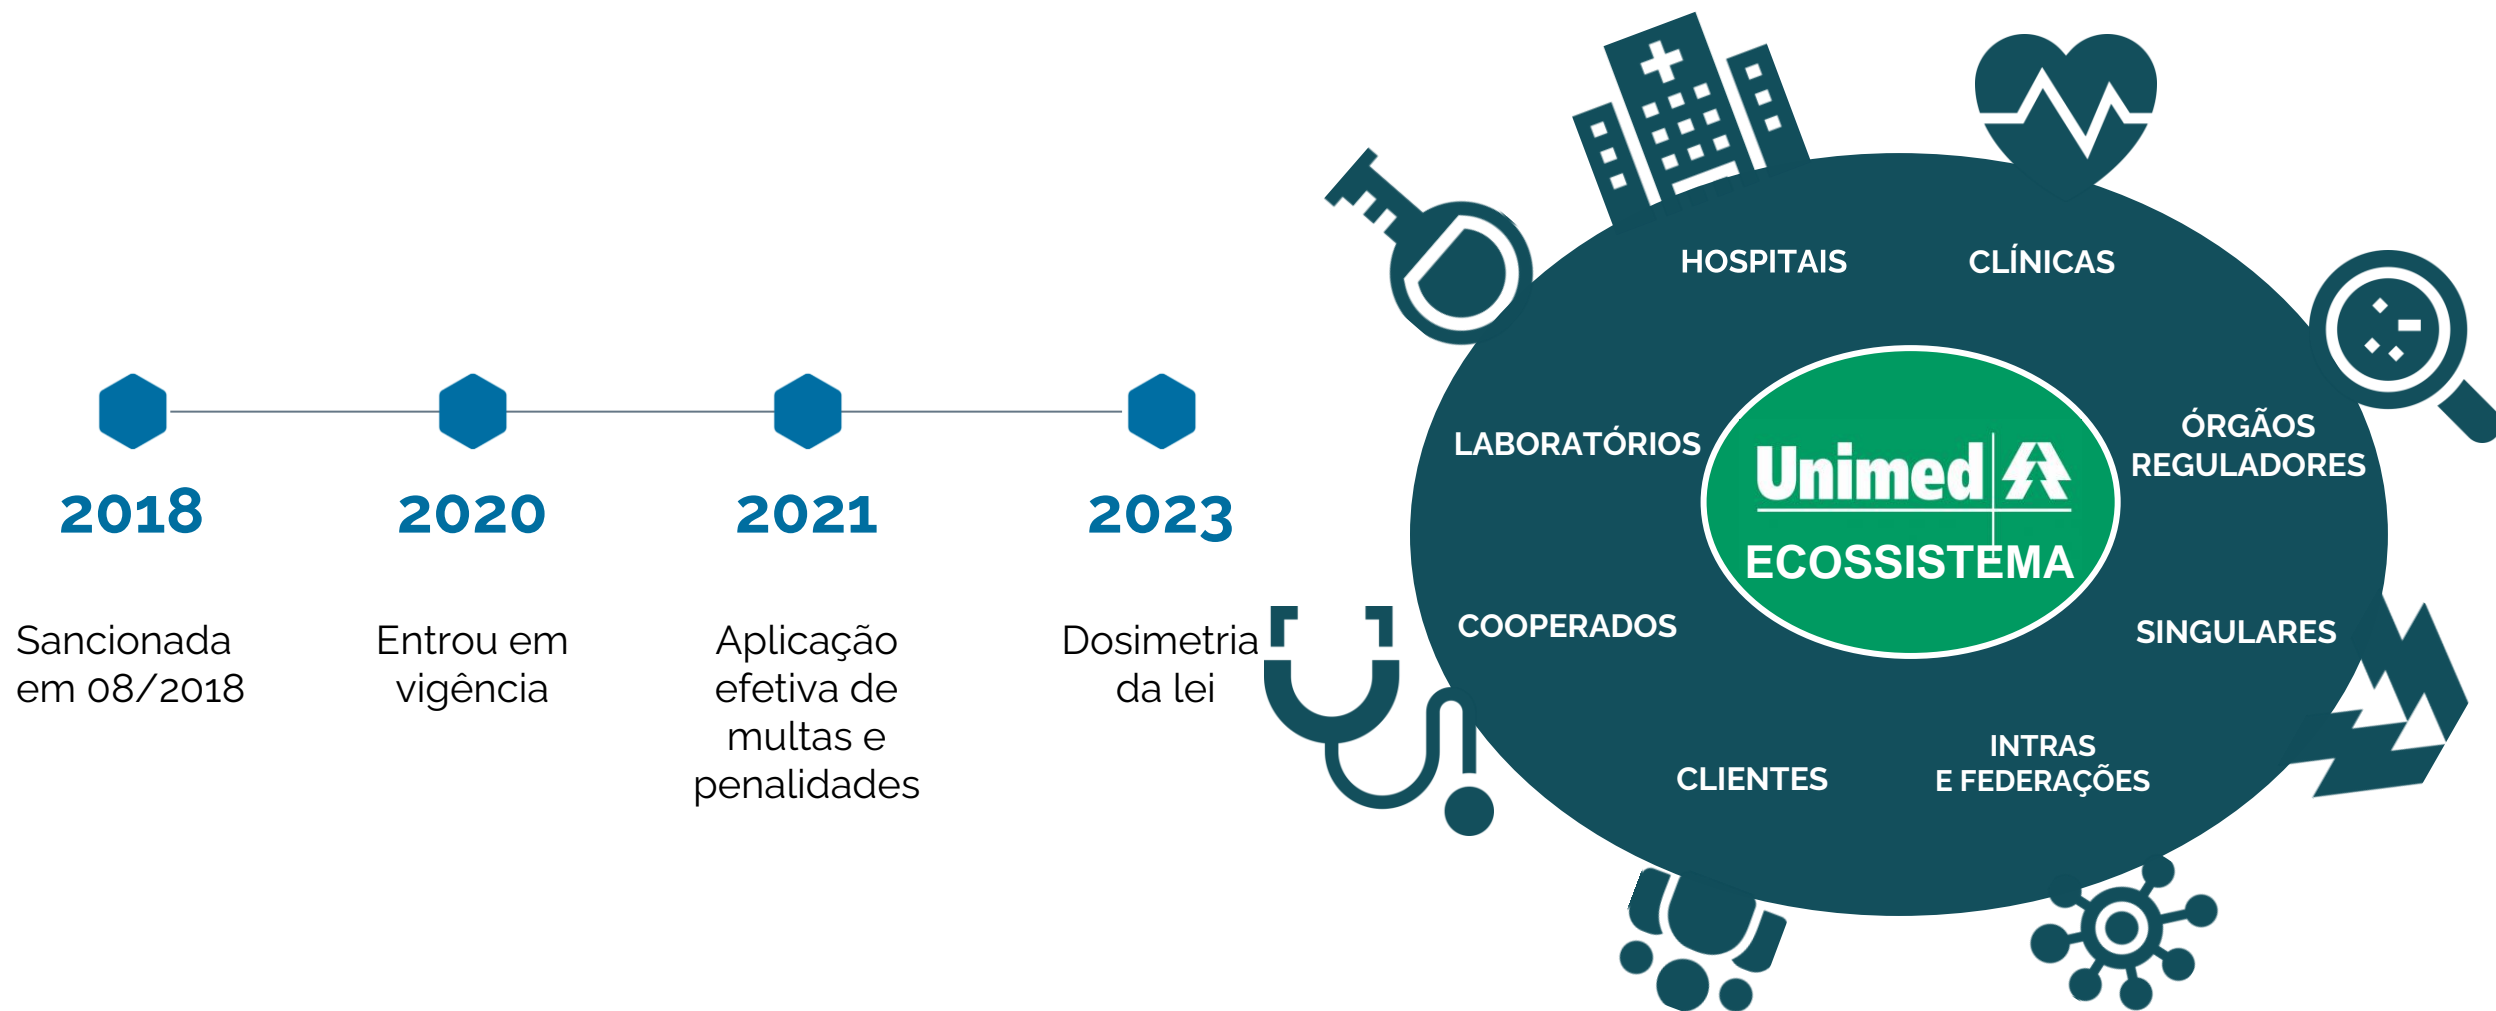 2018
Sancionada
em 08/2018
2020
Entrou em
vigência
2021
Aplicação
efetiva de
multas e
penalidades
2023
Dosimetria
da lei
HOSPITAIS
CLÍNICAS
LABORATÓRIOS
ÓRGÃOS
REGULADORES
Unimed
ECOSSISTEMA
COOPERADOS
SINGULARES
CLIENTES
INTRAS
E FEDERAÇÕES